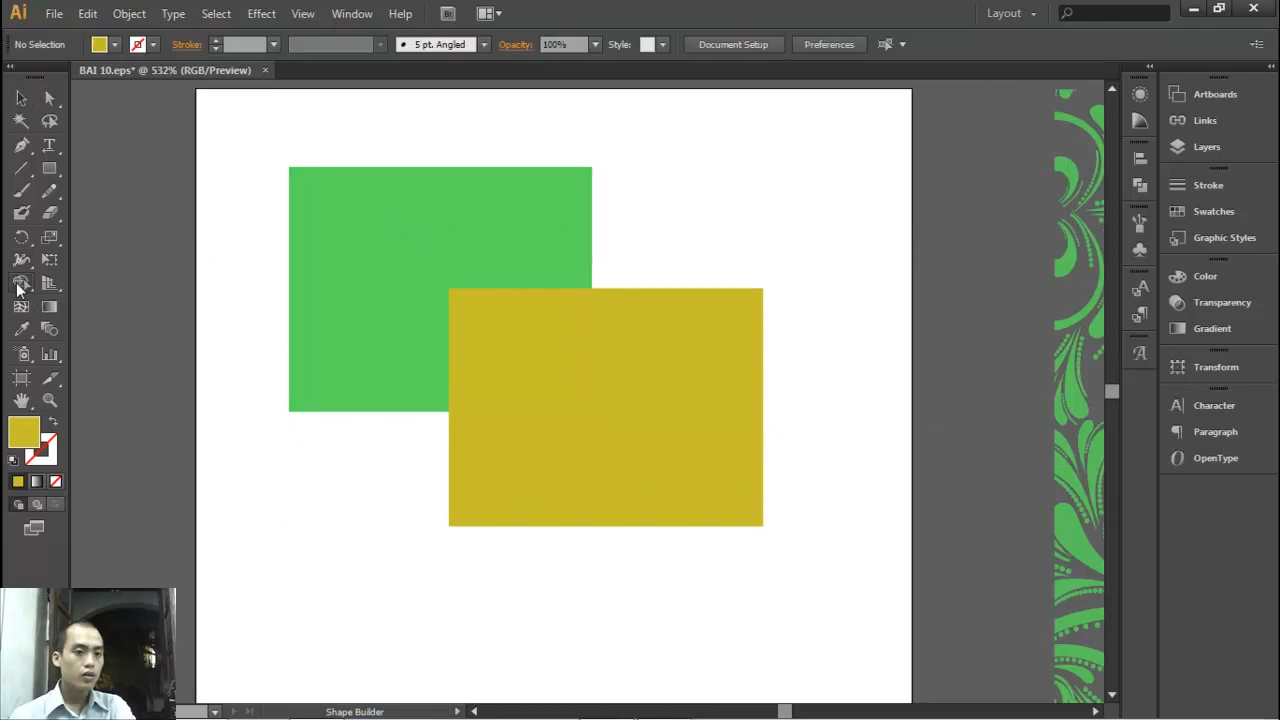 Ai File Edit Object Type Select Effect View Window Help Br Layout
No Selection Stroke: 5 pt. Angled Opacity: 100% Style: Document Setup Preferences
BAI 10.eps* @ 532% (RGB/Preview)
Artboards
Links
Layers
Stroke
Swatches
Graphic Styles
Color
Transparency
Gradient
Transform
Character
Paragraph
OpenType
Shape Builder